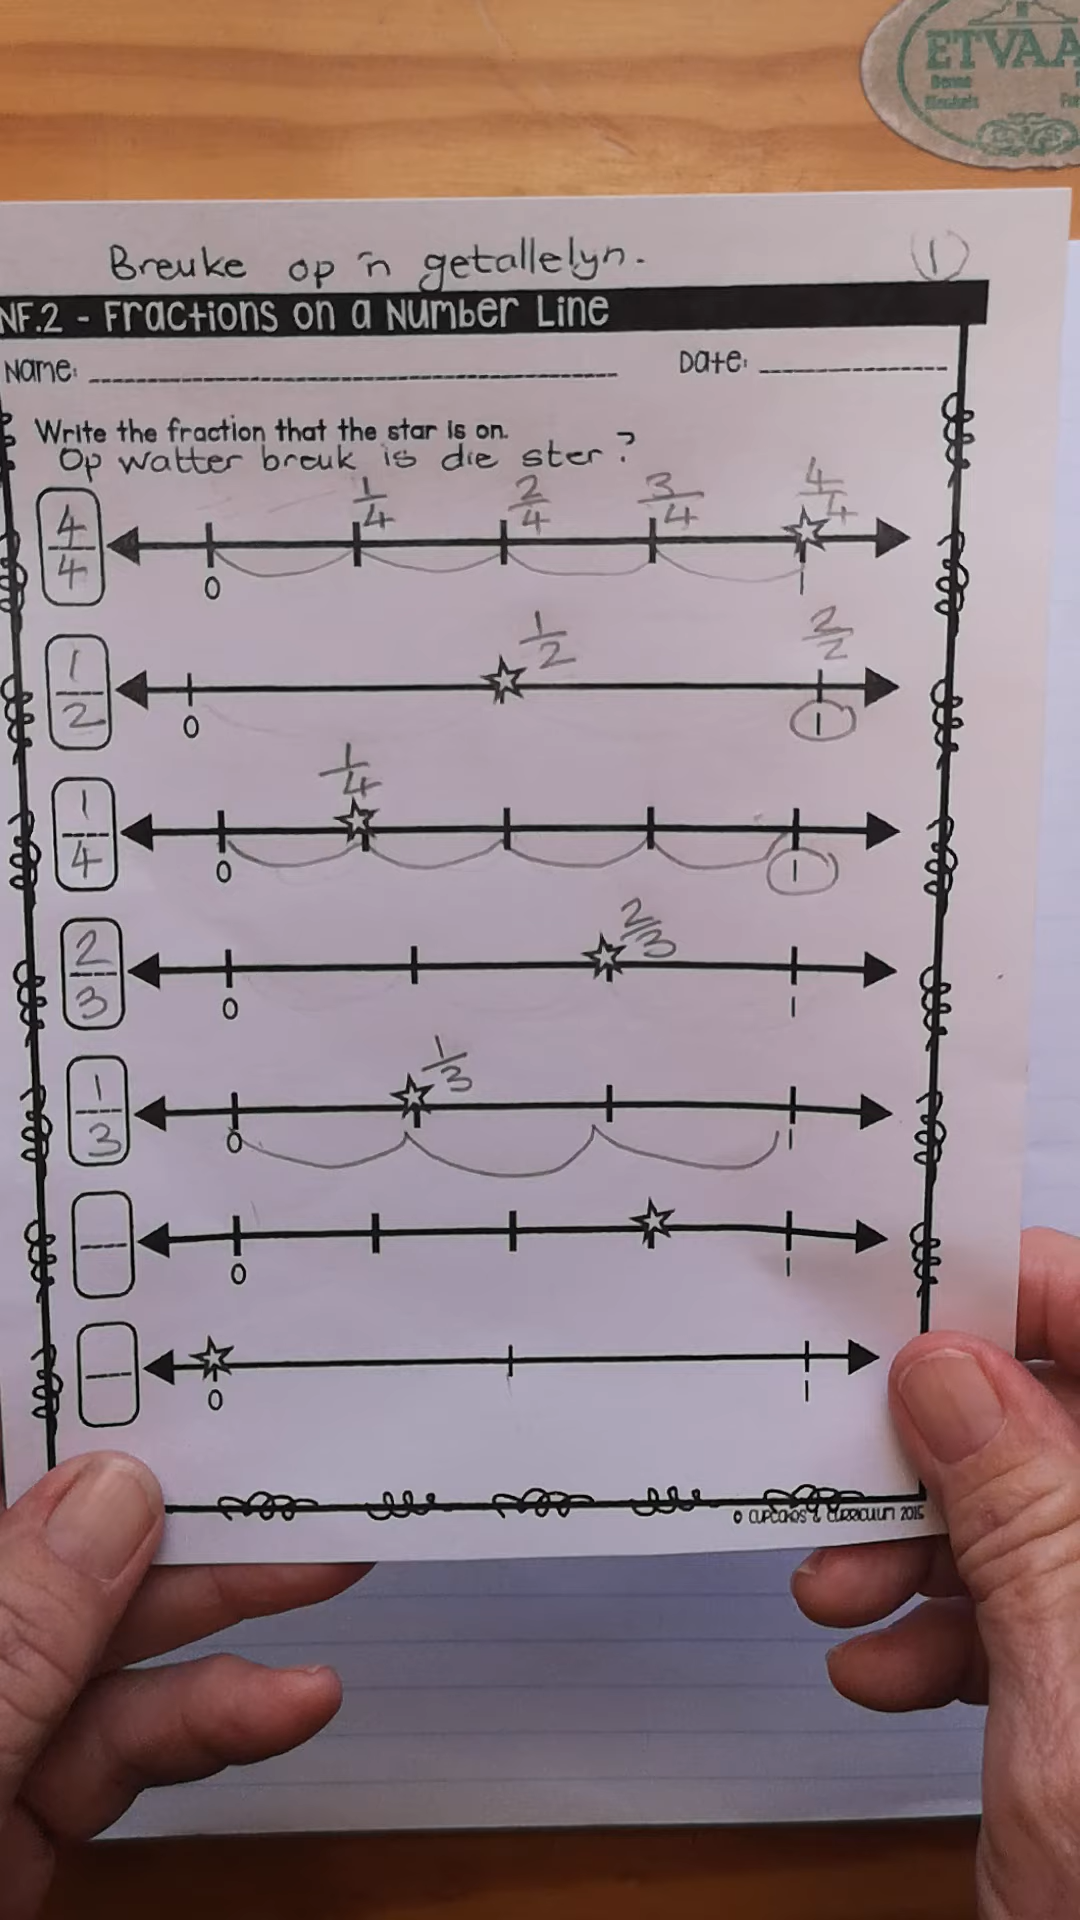 ETVAA
Breuke op 'n getallelyn.
1
NF.2 - Fractions on a Number Line
Name:
Date:
Write the fraction that the star is on.
Op watter breuk is die ster?
1/4 2/4 3/4 4/4
4/4
0 1
1/2 2/2
1/2
0 1
1/4
1/4
0 1
2/3
2/3
0 1
1/3
1/3
0 1
0 1
0 1
© Cupcakes & Curriculum 2015